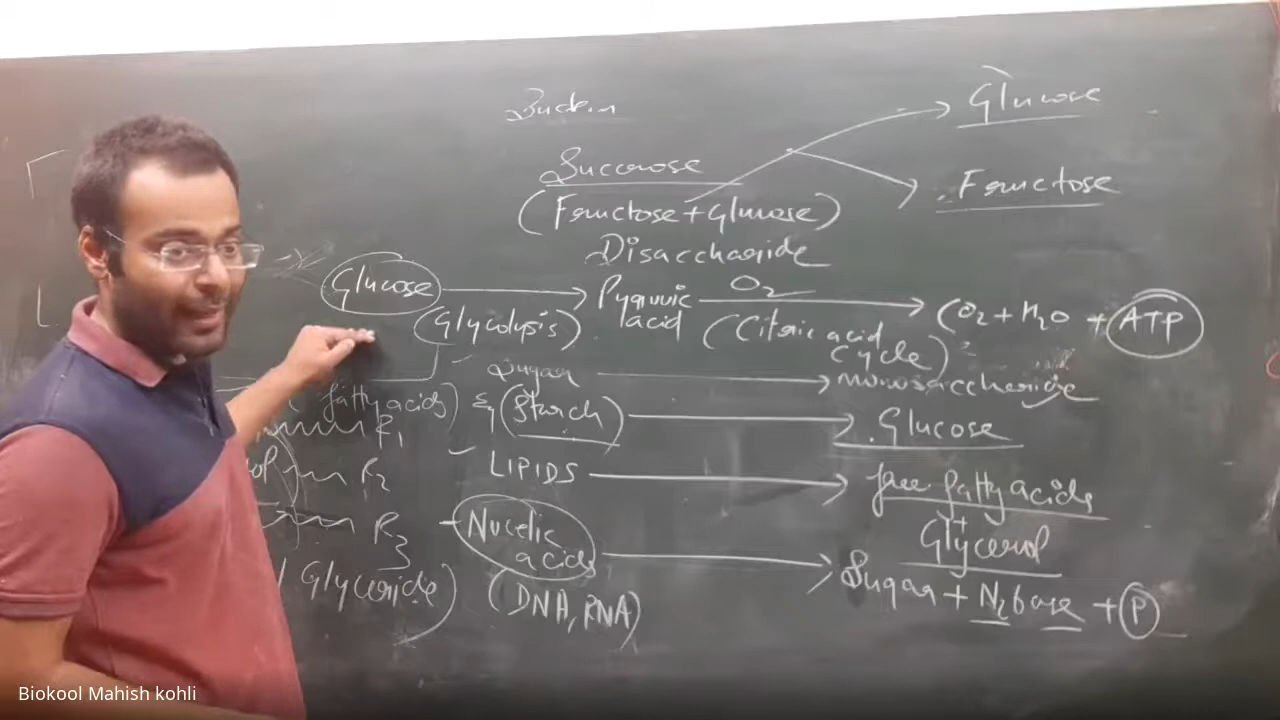 Glucose
Sucrose
Fructose
(Fructose + Glucose)
Disaccharide
Glucose
Pyruvic acid
O2
CO2 + H2O + ATP
(Glycolysis)
(Citric acid cycle)
Sugar
monosaccharide
fatty acids)
& (Starch)
Glucose
R1
LIPIDS
free fatty acids
+
Glycerol
R2
R3
Nucelic acids
Sugar + N2 base + P
Glyceride)
(DNA, RNA)
Biokool Mahish kohli